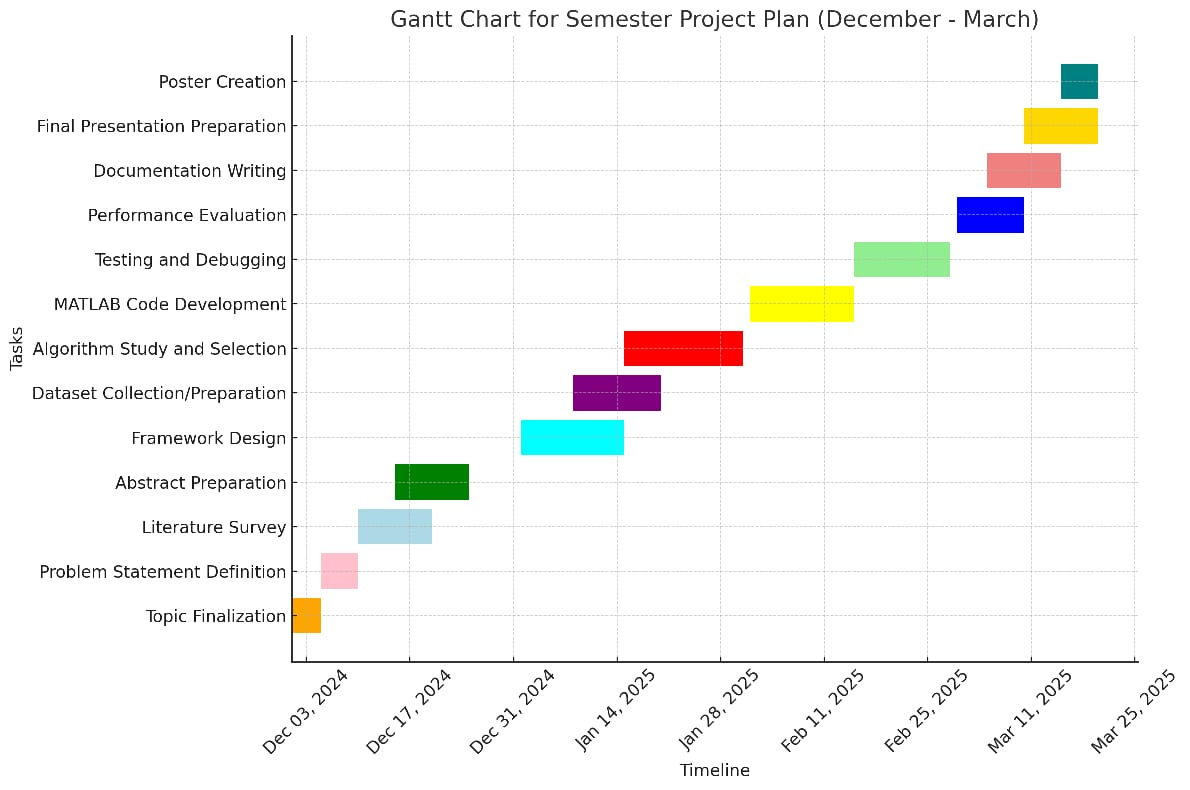 Gantt Chart for Semester Project Plan (December - March)
Poster Creation
Final Presentation Preparation
Documentation Writing
Performance Evaluation
Testing and Debugging
MATLAB Code Development
Algorithm Study and Selection
Dataset Collection/Preparation
Framework Design
Abstract Preparation
Literature Survey
Problem Statement Definition
Topic Finalization
Tasks
Dec 03, 2024
Dec 17, 2024
Dec 31, 2024
Jan 14, 2025
Jan 28, 2025
Feb 11, 2025
Feb 25, 2025
Mar 11, 2025
Mar 25, 2025
Timeline